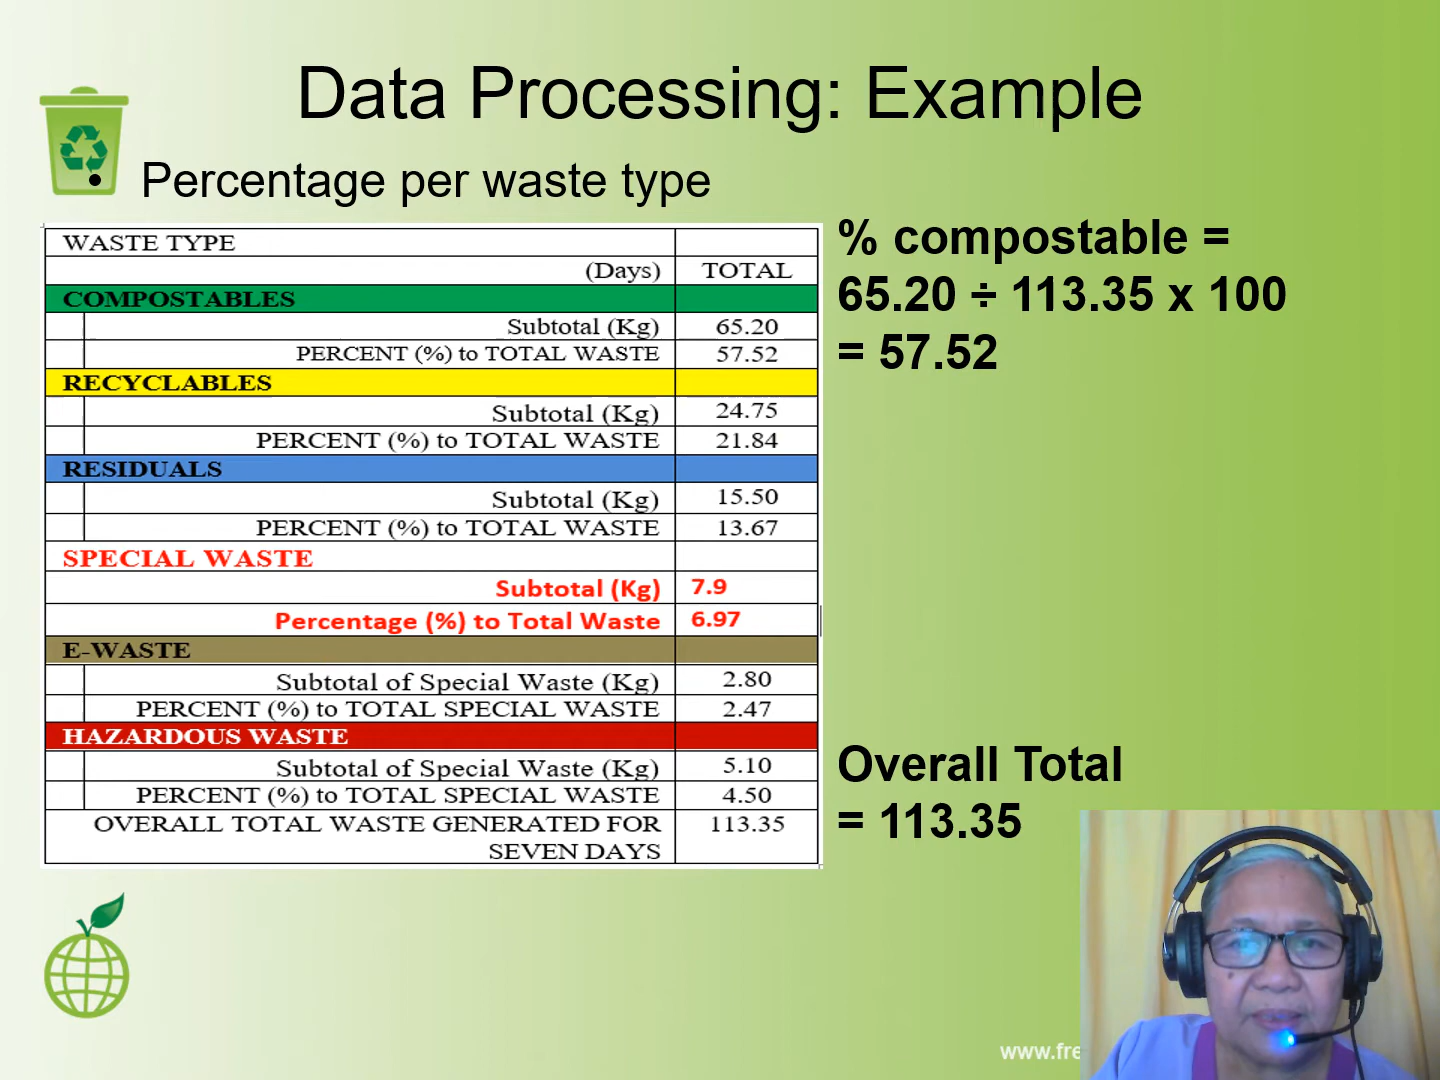 Data Processing: Example
• Percentage per waste type
WASTE TYPE
(Days) TOTAL
COMPOSTABLES
Subtotal (Kg) 65.20
PERCENT (%) to TOTAL WASTE 57.52
RECYCLABLES
Subtotal (Kg) 24.75
PERCENT (%) to TOTAL WASTE 21.84
RESIDUALS
Subtotal (Kg) 15.50
PERCENT (%) to TOTAL WASTE 13.67
SPECIAL WASTE
Subtotal (Kg) 7.9
Percentage (%) to Total Waste 6.97
E-WASTE
Subtotal of Special Waste (Kg) 2.80
PERCENT (%) to TOTAL SPECIAL WASTE 2.47
HAZARDOUS WASTE
Subtotal of Special Waste (Kg) 5.10
PERCENT (%) to TOTAL SPECIAL WASTE 4.50
OVERALL TOTAL WASTE GENERATED FOR 113.35
SEVEN DAYS
% compostable =
65.20 ÷ 113.35 x 100
= 57.52
Overall Total
= 113.35
www.fre